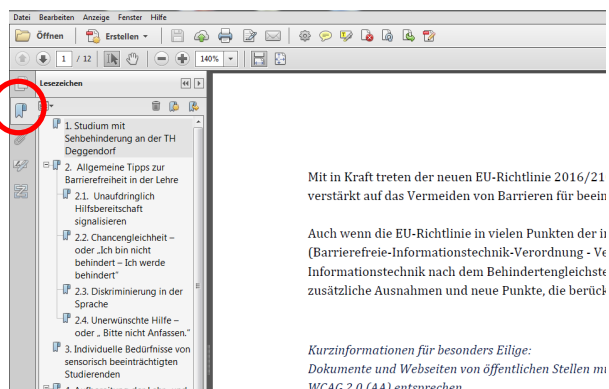 Datei Bearbeiten Anzeige Fenster Hilfe
Öffnen Erstellen
1 / 12 140%
Lesezeichen
1. Studium mit
Sehbehinderung an der TH
Deggendorf
2. Allgemeine Tipps zur
Barrierefreiheit in der Lehre
2.1. Unaufdringlich
Hilfsbereitschaft
signalisieren
2.2. Chancengleichheit –
oder „Ich bin nicht
behindert – Ich werde
behindert“
2.3. Diskriminierung in der
Sprache
2.4. Unerwünschte Hilfe –
oder „ Bitte nicht Anfassen.“
3. Individuelle Bedürfnisse von
sensorisch beeinträchtigten
Studierenden
Mit in Kraft treten der neuen EU-Richtlinie 2016/21
verstärkt auf das Vermeiden von Barrieren für beein
Auch wenn die EU-Richtlinie in vielen Punkten der i
(Barrierefreie-Informationstechnik-Verordnung - Ve
Informationstechnik nach dem Behindertengleichste
zusätzliche Ausnahmen und neue Punkte, die berück
Kurzinformationen für besonders Eilige:
Dokumente und Webseiten von öffentlichen Stellen mü
WCAG 2.0 (AA) entsprechen